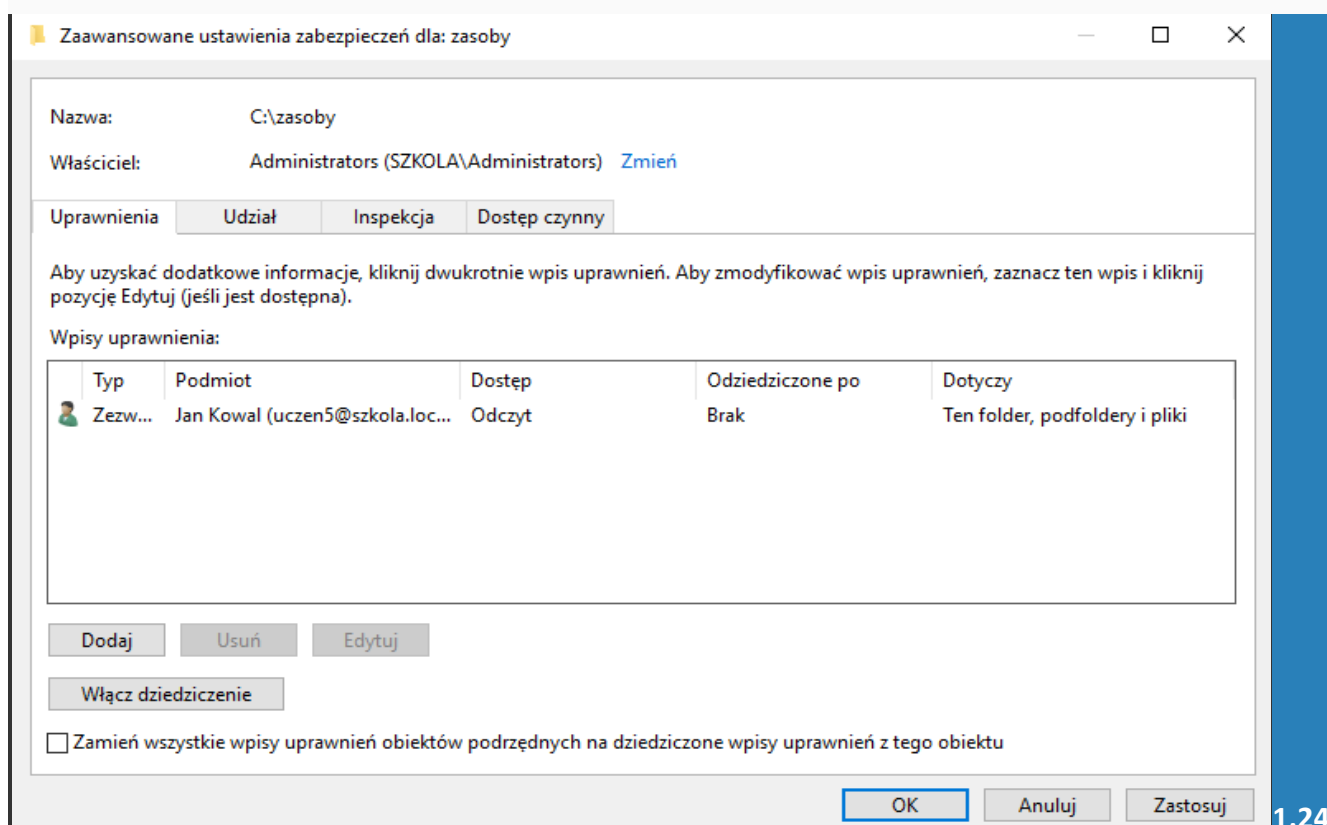 Zaawansowane ustawienia zabezpieczeń dla: zasoby
Nazwa: C:\zasoby
Właściciel: Administrators (SZKOLA\Administrators) Zmień
Uprawnienia Udział Inspekcja Dostęp czynny
Aby uzyskać dodatkowe informacje, kliknij dwukrotnie wpis uprawnień. Aby zmodyfikować wpis uprawnień, zaznacz ten wpis i kliknij
pozycję Edytuj (jeśli jest dostępna).
Wpisy uprawnienia:
Typ Podmiot Dostęp Odziedziczone po Dotyczy
Zezw... Jan Kowal (uczen5@szkola.loc... Odczyt Brak Ten folder, podfoldery i pliki
Dodaj Usuń Edytuj
Włącz dziedziczenie
Zamień wszystkie wpisy uprawnień obiektów podrzędnych na dziedziczone wpisy uprawnień z tego obiektu
OK Anuluj Zastosuj
1.24